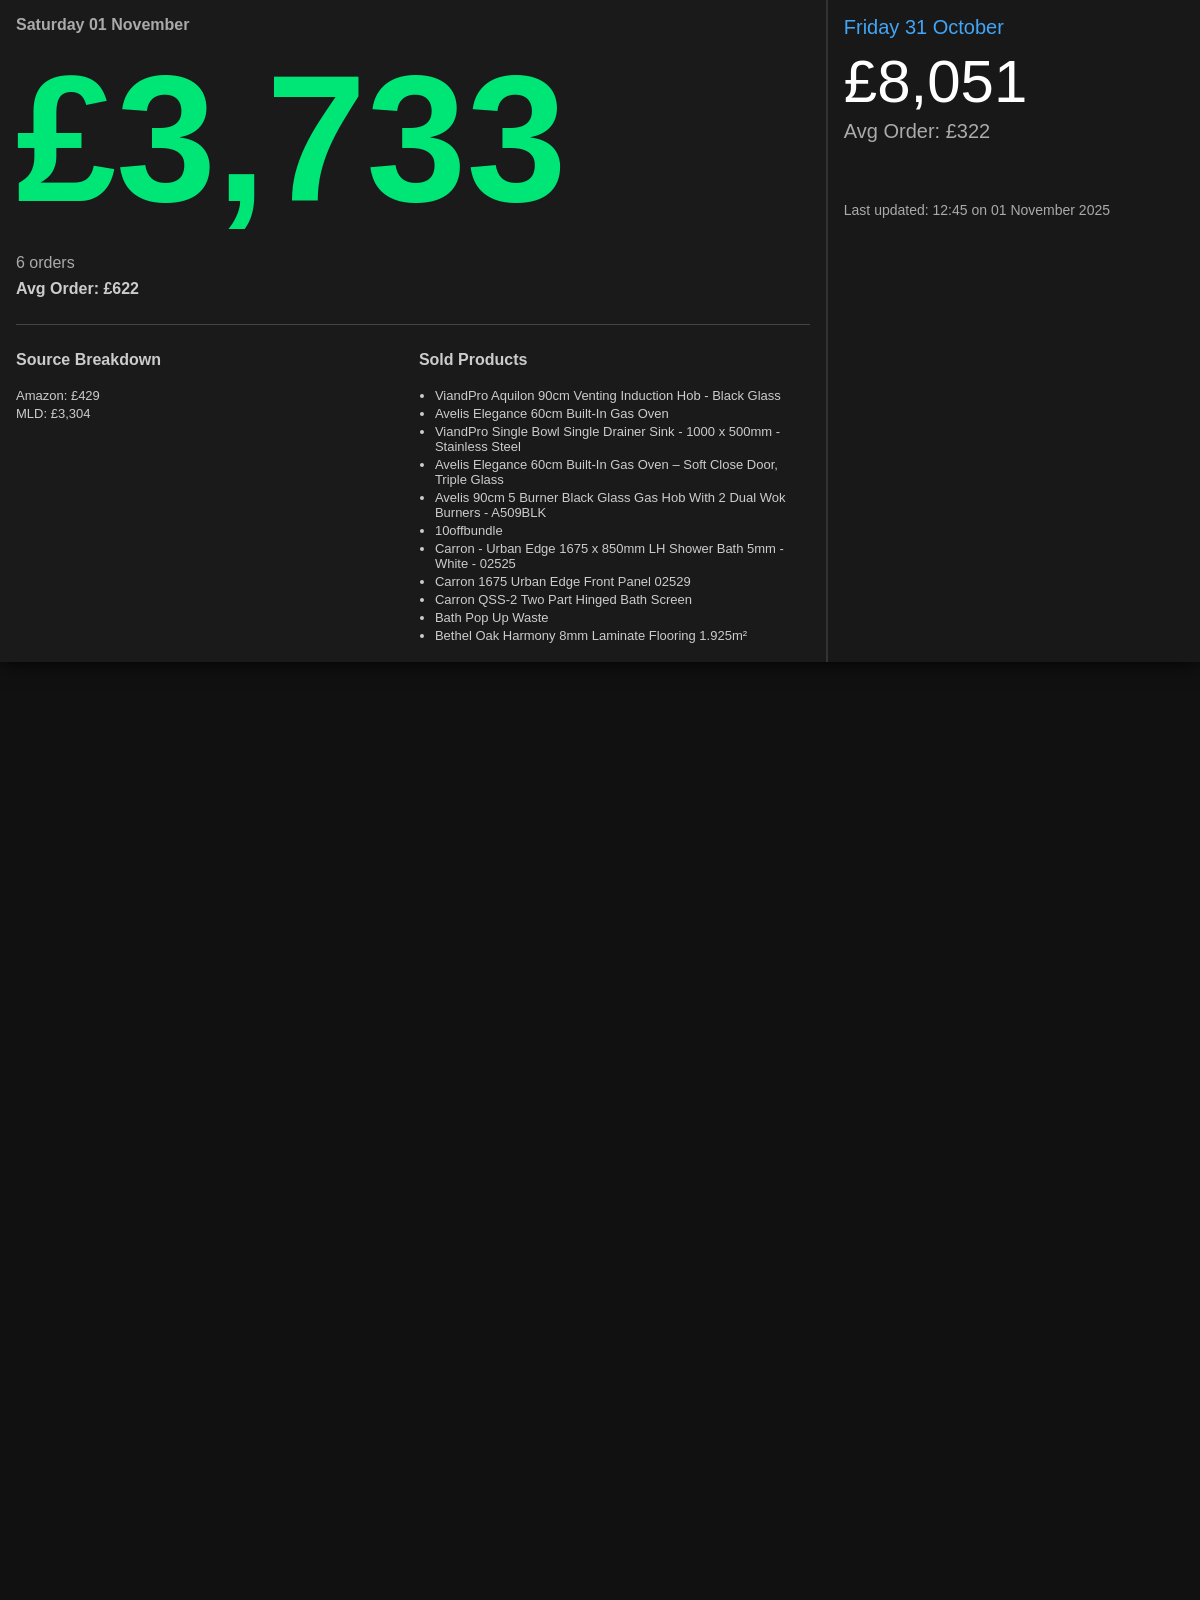 Saturday 01 November
£3,733
6 orders
Avg Order: £622
Source Breakdown
Amazon: £429
MLD: £3,304
Sold Products
ViandPro Aquilon 90cm Venting Induction Hob - Black Glass
Avelis Elegance 60cm Built-In Gas Oven
ViandPro Single Bowl Single Drainer Sink - 1000 x 500mm -
Stainless Steel
Avelis Elegance 60cm Built-In Gas Oven – Soft Close Door,
Triple Glass
Avelis 90cm 5 Burner Black Glass Gas Hob With 2 Dual Wok
Burners - A509BLK
10offbundle
Carron - Urban Edge 1675 x 850mm LH Shower Bath 5mm -
White - 02525
Carron 1675 Urban Edge Front Panel 02529
Carron QSS-2 Two Part Hinged Bath Screen
Bath Pop Up Waste
Bethel Oak Harmony 8mm Laminate Flooring 1.925m²
Friday 31 October
£8,051
Avg Order: £322
Last updated: 12:45 on 01 November 2025